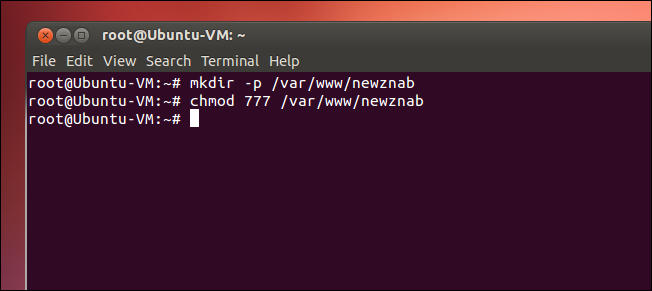 root@Ubuntu-VM: ~
File Edit View Search Terminal Help
root@Ubuntu-VM:~# mkdir -p /var/www/newznab
root@Ubuntu-VM:~# chmod 777 /var/www/newznab
root@Ubuntu-VM:~#